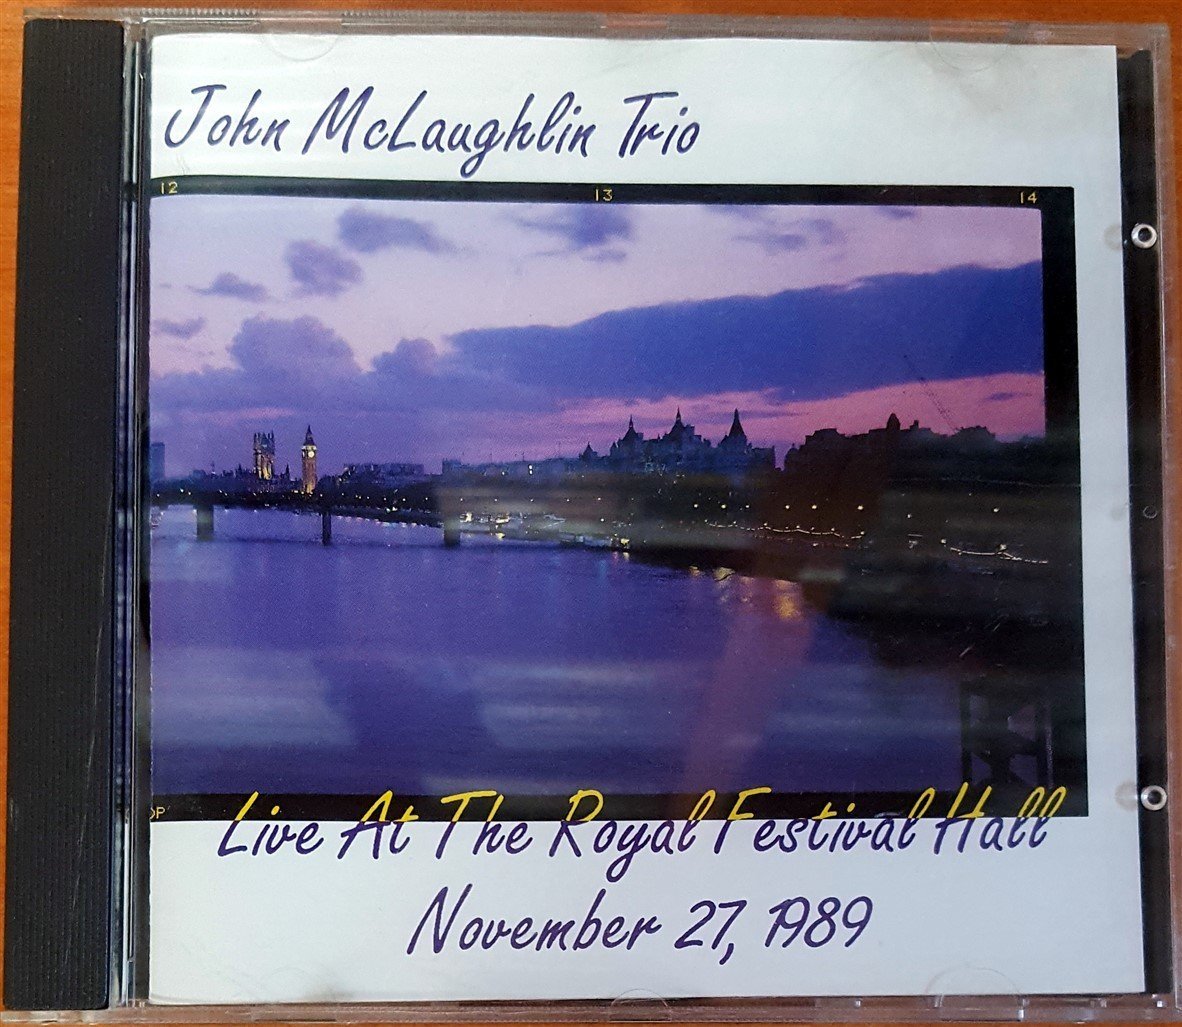 John McLaughlin Trio
12 13 14
Live At The Royal Festival Hall
November 27, 1989